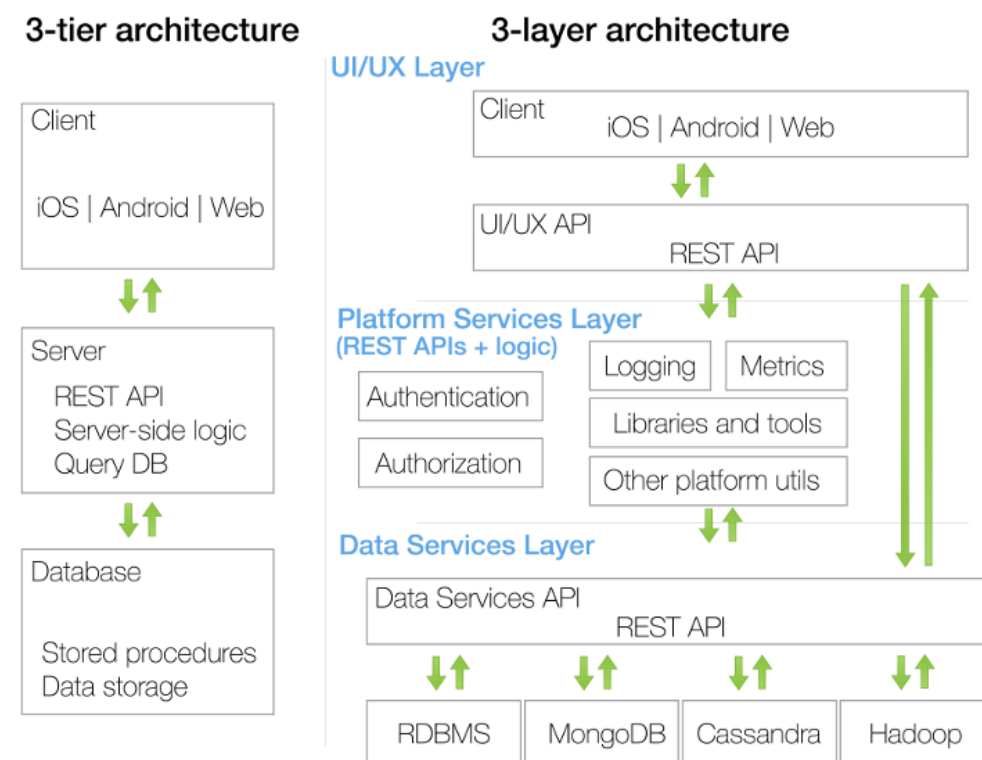 3-tier architecture
Client
iOS | Android | Web
Server
REST API
Server-side logic
Query DB
Database
Stored procedures
Data storage
3-layer architecture
UI/UX Layer
Client
iOS | Android | Web
UI/UX API
REST API
Platform Services Layer
(REST APIs + logic)
Authentication
Authorization
Logging
Metrics
Libraries and tools
Other platform utils
Data Services Layer
Data Services API
REST API
RDBMS
MongoDB
Cassandra
Hadoop